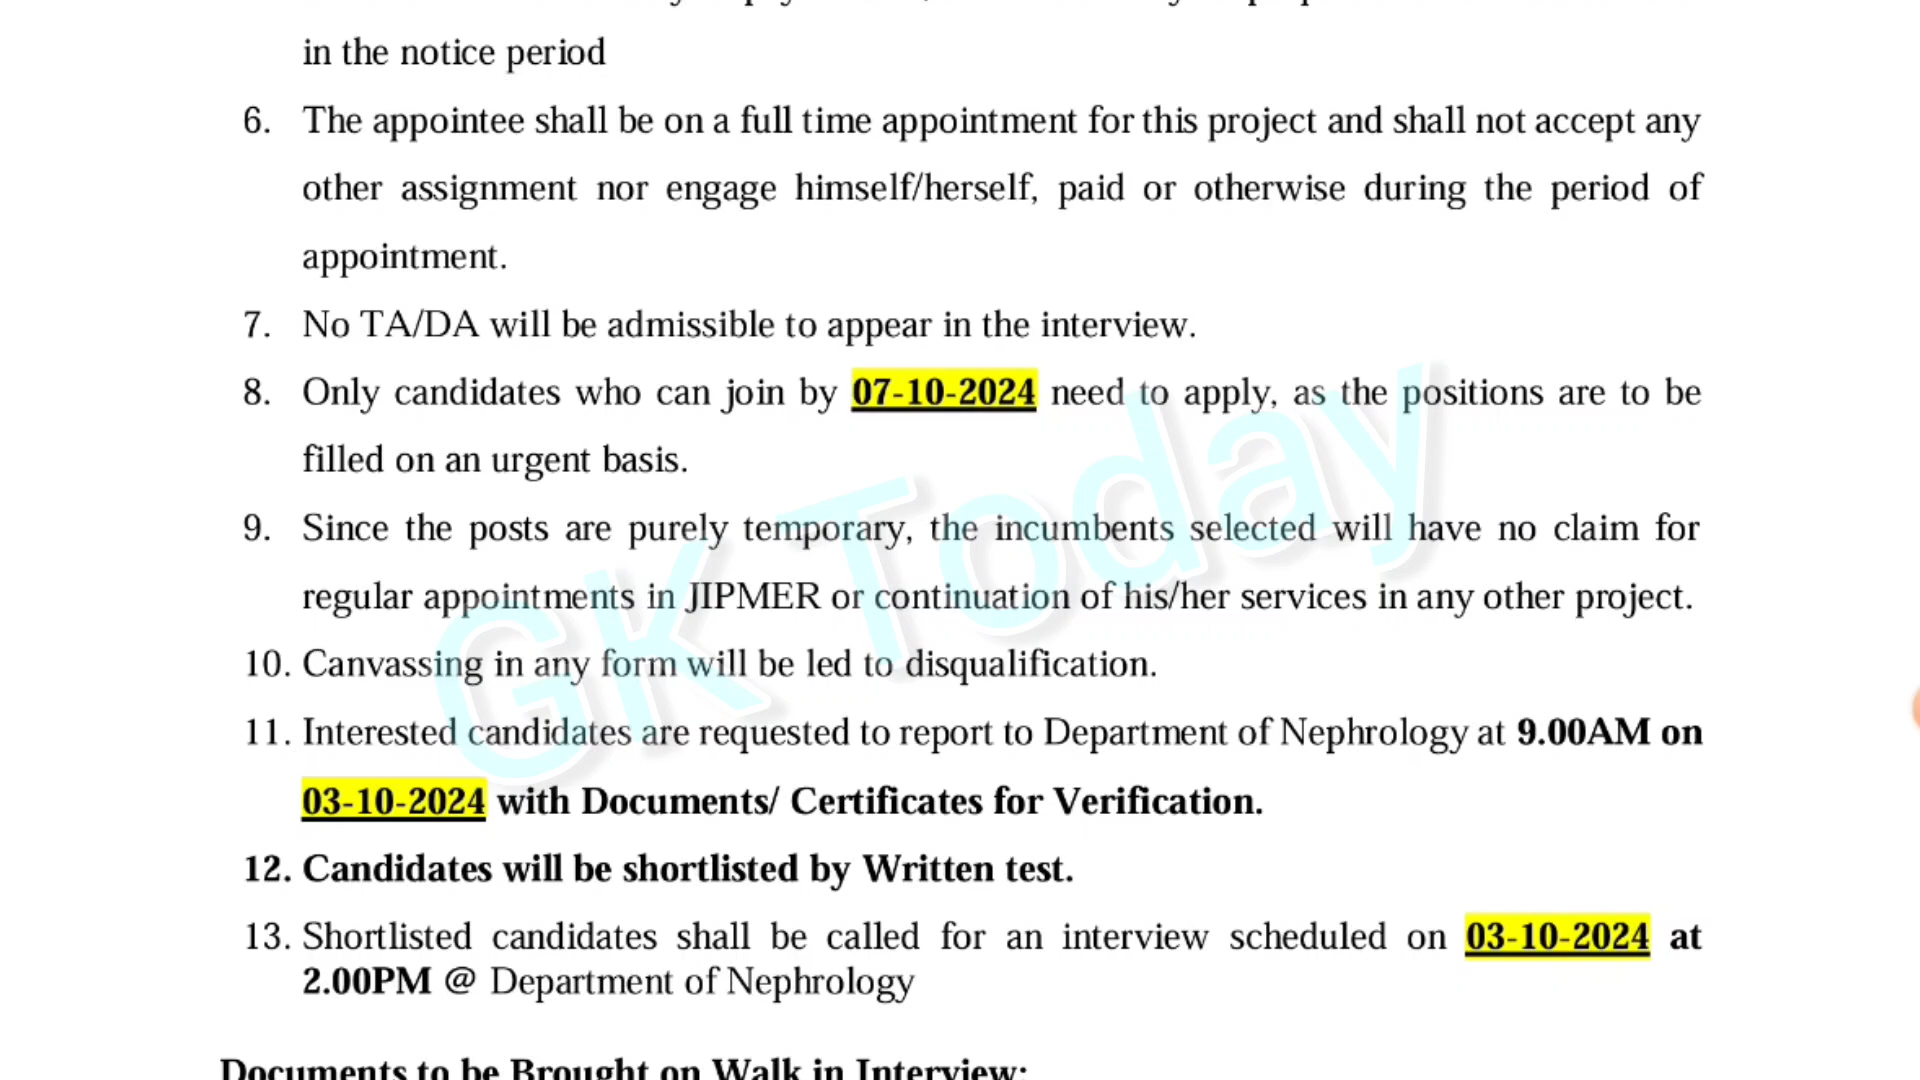 in the notice period
6. The appointee shall be on a full time appointment for this project and shall not accept any
other assignment nor engage himself/herself, paid or otherwise during the period of
appointment.
7. No TA/DA will be admissible to appear in the interview.
8. Only candidates who can join by 07-10-2024 need to apply, as the positions are to be
filled on an urgent basis.
9. Since the posts are purely temporary, the incumbents selected will have no claim for
regular appointments in JIPMER or continuation of his/her services in any other project.
10. Canvassing in any form will be led to disqualification.
11. Interested candidates are requested to report to Department of Nephrology at 9.00AM on
03-10-2024 with Documents/ Certificates for Verification.
12. Candidates will be shortlisted by Written test.
13. Shortlisted candidates shall be called for an interview scheduled on 03-10-2024 at
2.00PM @ Department of Nephrology
Documents to be Brought on Walk in Interview:
GK Today